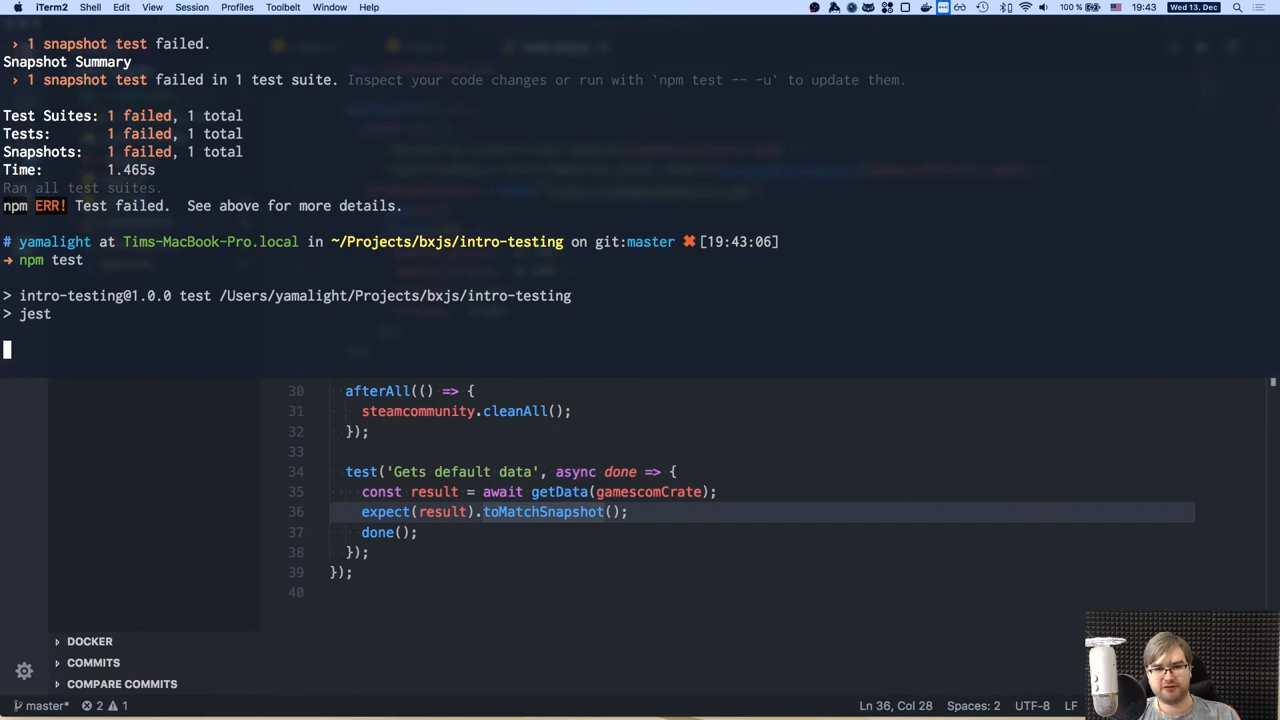 iTerm2 Shell Edit View Session Profiles Toolbelt Window Help 100 % 19:43 Wed 13. Dec
› 1 snapshot test failed.
Snapshot Summary
› 1 snapshot test failed in 1 test suite. Inspect your code changes or run with `npm test -- -u` to update them.
Test Suites: 1 failed, 1 total
Tests: 1 failed, 1 total
Snapshots: 1 failed, 1 total
Time: 1.465s
Ran all test suites.
npm ERR! Test failed. See above for more details.
# yamalight at Tims-MacBook-Pro.local in ~/Projects/bxjs/intro-testing on git:master ✖ [19:43:06]
→ npm test
> intro-testing@1.0.0 test /Users/yamalight/Projects/bxjs/intro-testing
> jest
30 afterAll(() => {
31 steamcommunity.cleanAll();
32 });
33
34 test('Gets default data', async done => {
35 const result = await getData(gamescomCrate);
36 expect(result).toMatchSnapshot();
37 done();
38 });
39 });
40
DOCKER
COMMITS
COMPARE COMMITS
master* 2 1 Ln 36, Col 28 Spaces: 2 UTF-8 LF